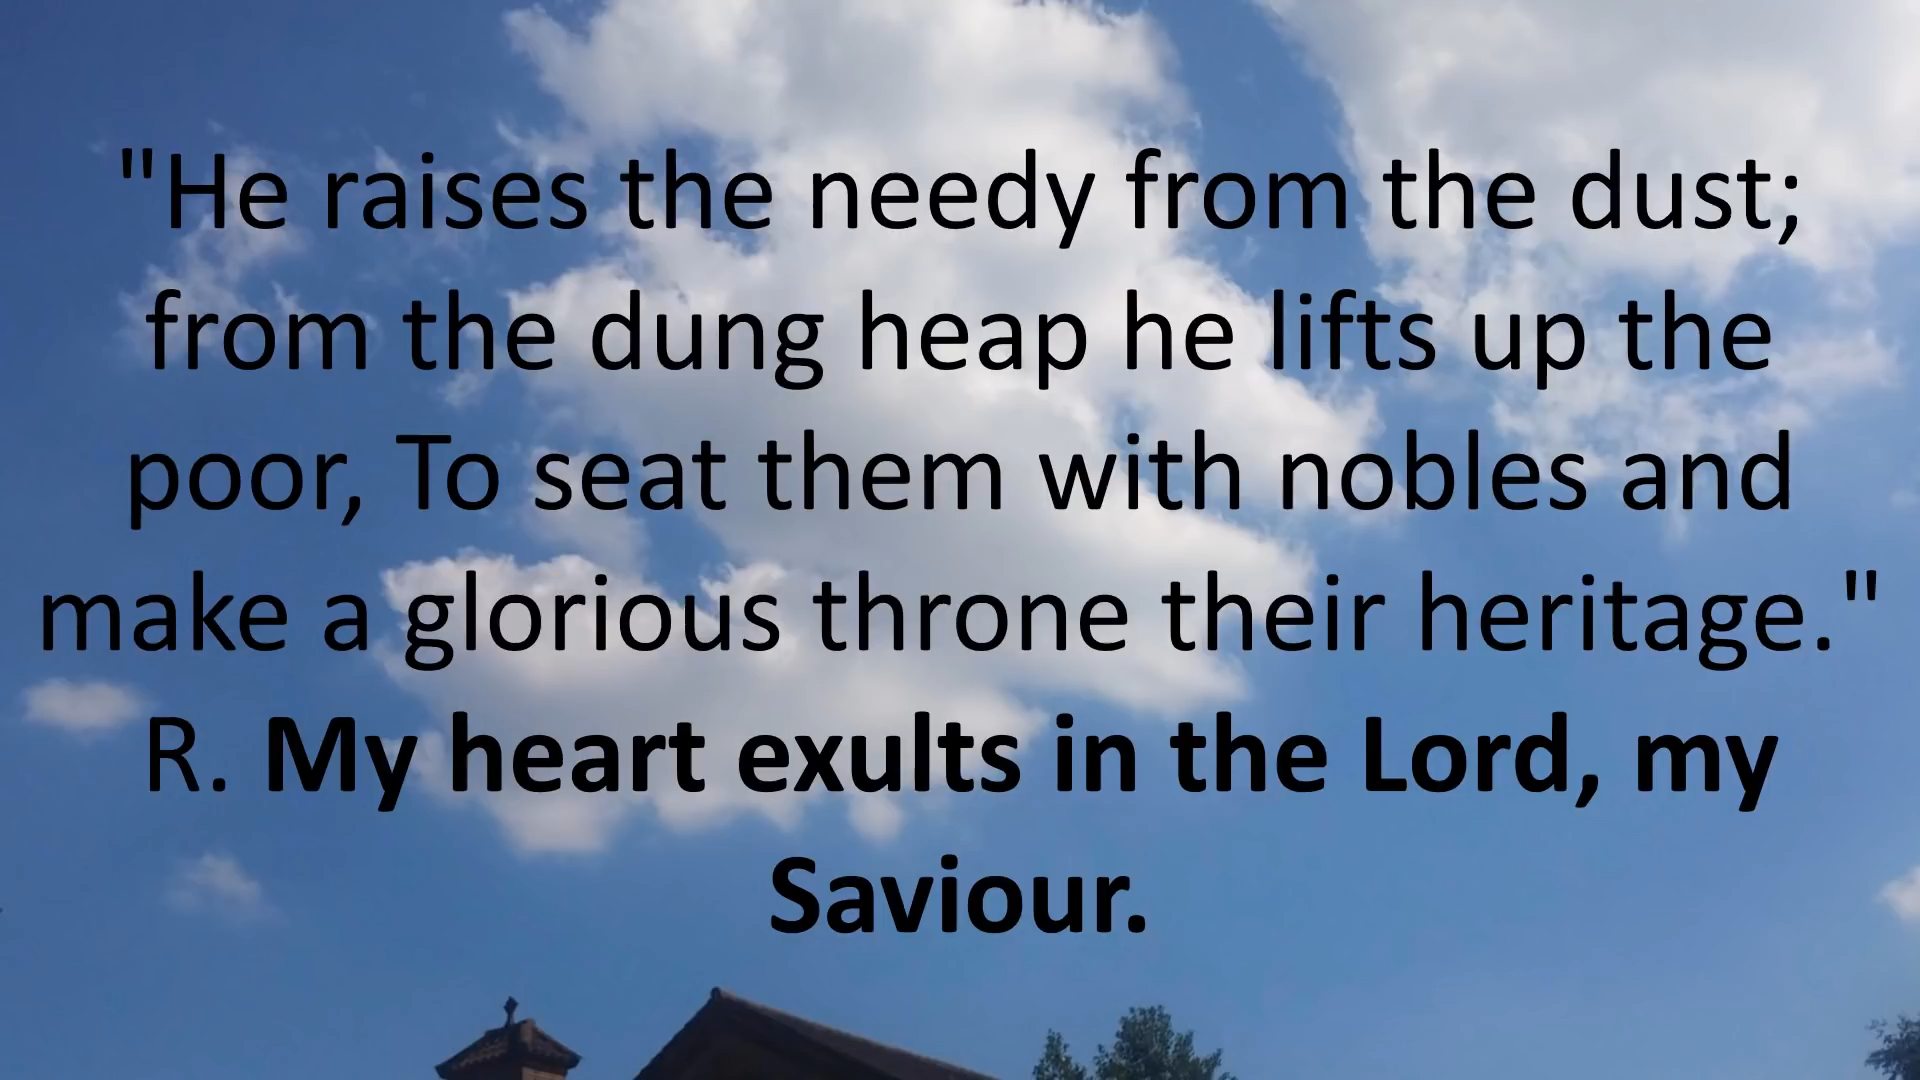 "He raises the needy from the dust;
from the dung heap he lifts up the
poor, To seat them with nobles and
make a glorious throne their heritage."
R. My heart exults in the Lord, my
Saviour.